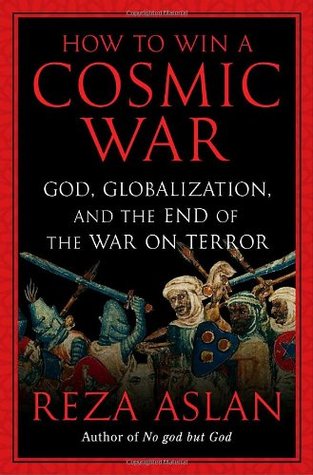 HOW TO WIN A
COSMIC
WAR
GOD, GLOBALIZATION,
AND THE END OF
THE WAR ON TERROR
REZA ASLAN
Author of No god but God